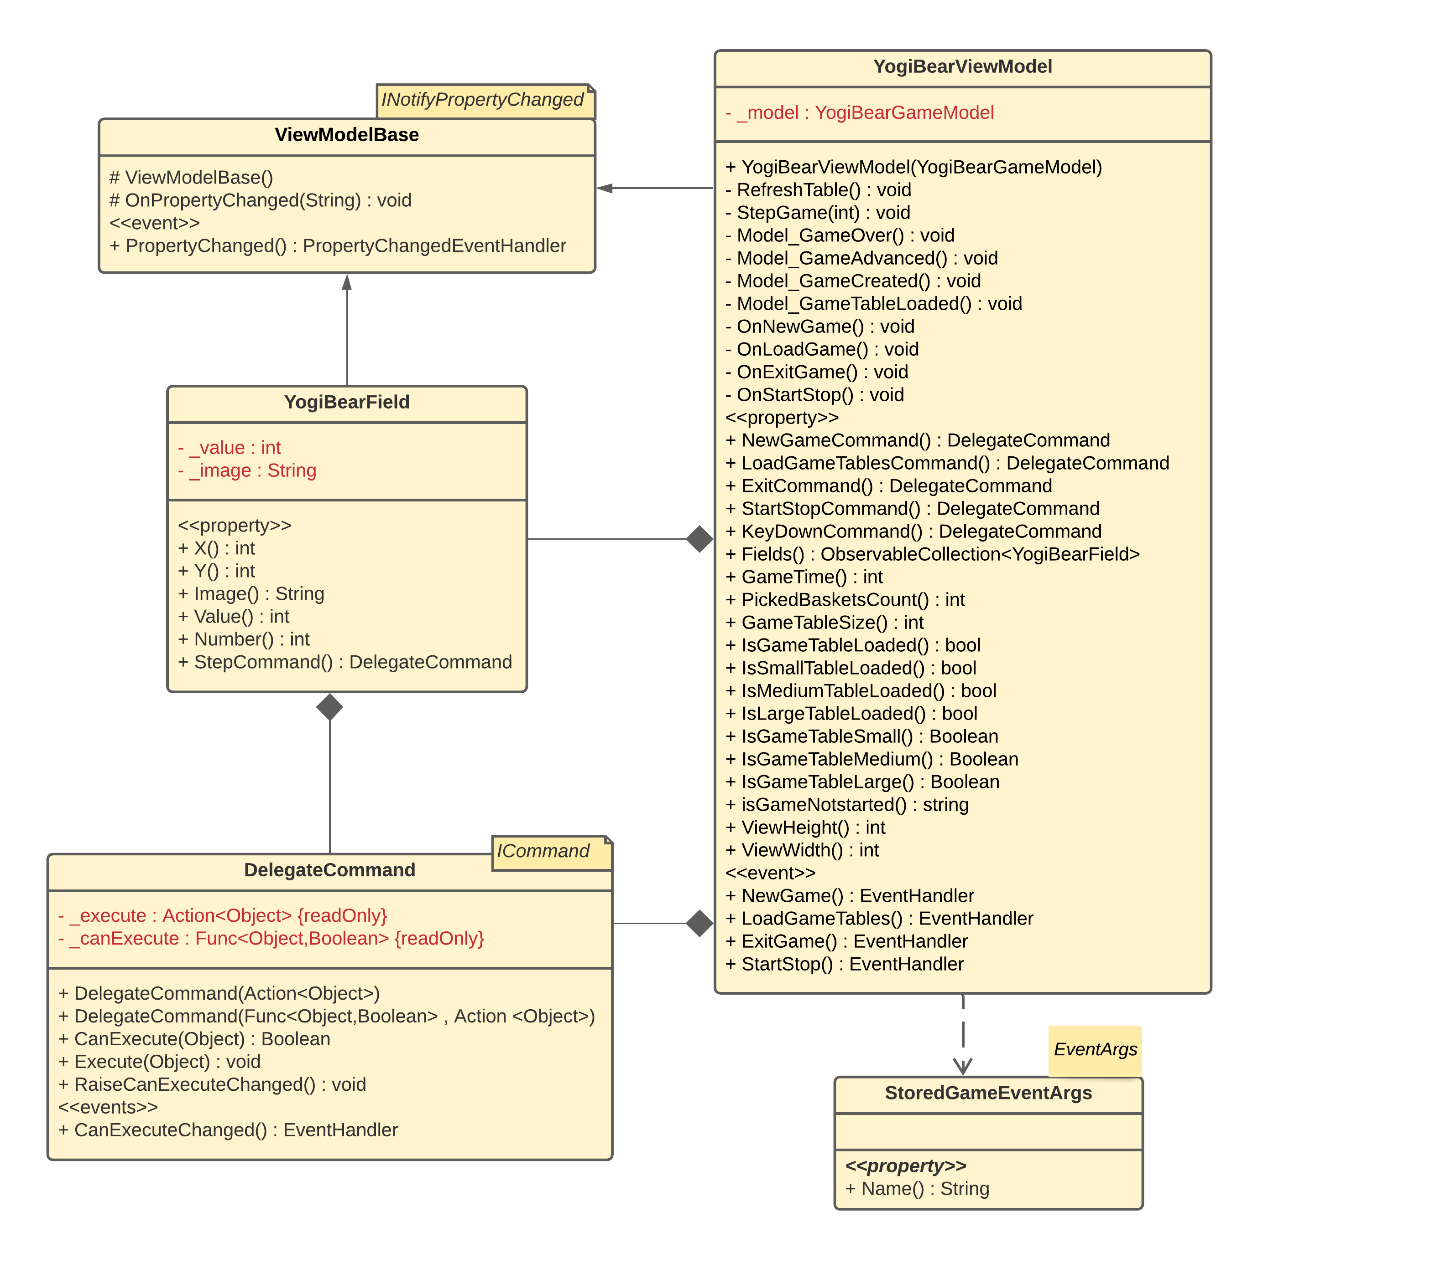 INotifyPropertyChanged
ViewModelBase
# ViewModelBase()
# OnPropertyChanged(String) : void
<<event>>
+ PropertyChanged() : PropertyChangedEventHandler
YogiBearField
- _value : int
- _image : String
<<property>>
+ X() : int
+ Y() : int
+ Image() : String
+ Value() : int
+ Number() : int
+ StepCommand() : DelegateCommand
ICommand
DelegateCommand
- _execute : Action<Object> {readOnly}
- _canExecute : Func<Object,Boolean> {readOnly}
+ DelegateCommand(Action<Object>)
+ DelegateCommand(Func<Object,Boolean> , Action <Object>)
+ CanExecute(Object) : Boolean
+ Execute(Object) : void
+ RaiseCanExecuteChanged() : void
<<events>>
+ CanExecuteChanged() : EventHandler
YogiBearViewModel
- _model : YogiBearGameModel
+ YogiBearViewModel(YogiBearGameModel)
- RefreshTable() : void
- StepGame(int) : void
- Model_GameOver() : void
- Model_GameAdvanced() : void
- Model_GameCreated() : void
- Model_GameTableLoaded() : void
- OnNewGame() : void
- OnLoadGame() : void
- OnExitGame() : void
- OnStartStop() : void
<<property>>
+ NewGameCommand() : DelegateCommand
+ LoadGameTablesCommand() : DelegateCommand
+ ExitCommand() : DelegateCommand
+ StartStopCommand() : DelegateCommand
+ KeyDownCommand() : DelegateCommand
+ Fields() : ObservableCollection<YogiBearField>
+ GameTime() : int
+ PickedBasketsCount() : int
+ GameTableSize() : int
+ IsGameTableLoaded() : bool
+ IsSmallTableLoaded() : bool
+ IsMediumTableLoaded() : bool
+ IsLargeTableLoaded() : bool
+ IsGameTableSmall() : Boolean
+ IsGameTableMedium() : Boolean
+ IsGameTableLarge() : Boolean
+ isGameNotstarted() : string
+ ViewHeight() : int
+ ViewWidth() : int
<<event>>
+ NewGame() : EventHandler
+ LoadGameTables() : EventHandler
+ ExitGame() : EventHandler
+ StartStop() : EventHandler
EventArgs
StoredGameEventArgs
<<property>>
+ Name() : String